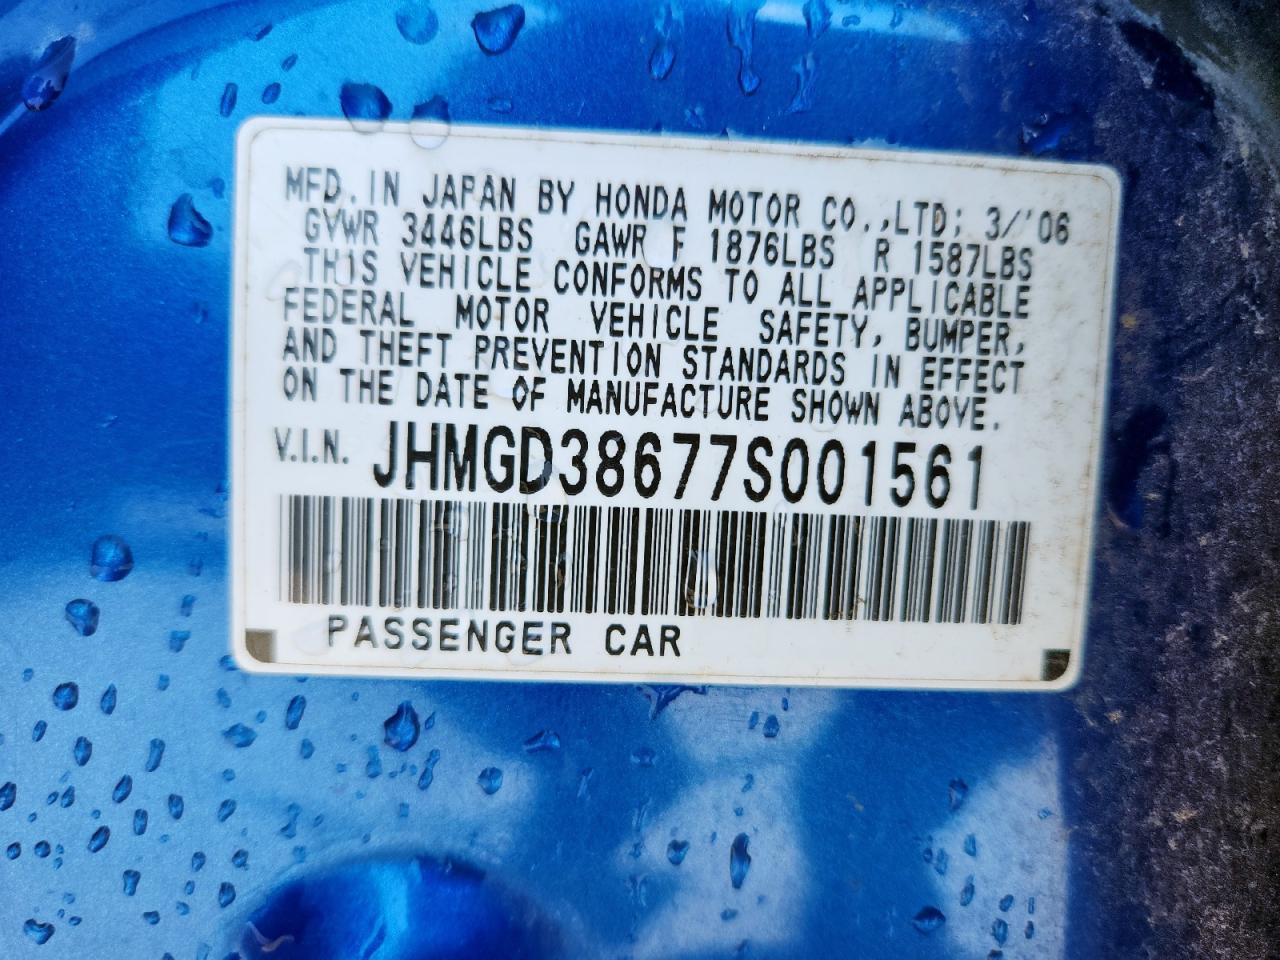 MFD. IN JAPAN BY HONDA MOTOR CO.,LTD; 3/'06
GVWR 3446LBS GAWR F 1876LBS R 1587LBS
THIS VEHICLE CONFORMS TO ALL APPLICABLE
FEDERAL MOTOR VEHICLE SAFETY, BUMPER,
AND THEFT PREVENTION STANDARDS IN EFFECT
ON THE DATE OF MANUFACTURE SHOWN ABOVE.
V.I.N. JHMGD38677S001561
PASSENGER CAR